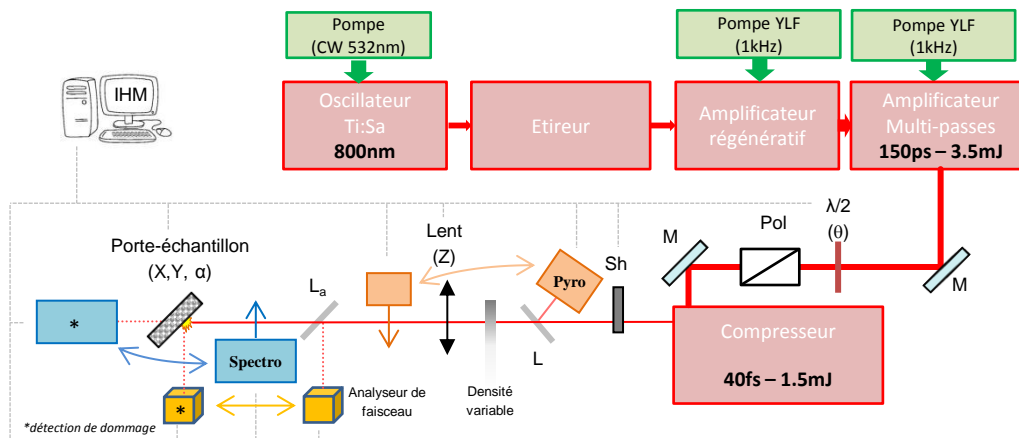 Pompe
(CW 532nm)
Pompe YLF
(1kHz)
Pompe YLF
(1kHz)
IHM
Oscillateur
Ti:Sa
800nm
Etireur
Amplificateur
régénératif
Amplificateur
Multi-passes
150ps – 3.5mJ
λ/2
(θ)
Pol
M
M
Lent
(Z)
Sh
Porte-échantillon
(X,Y, α)
La
Pyro
L
Compresseur
40fs – 1.5mJ
*
Spectro
Analyseur de
faisceau
Densité
variable
*
*détection de dommage